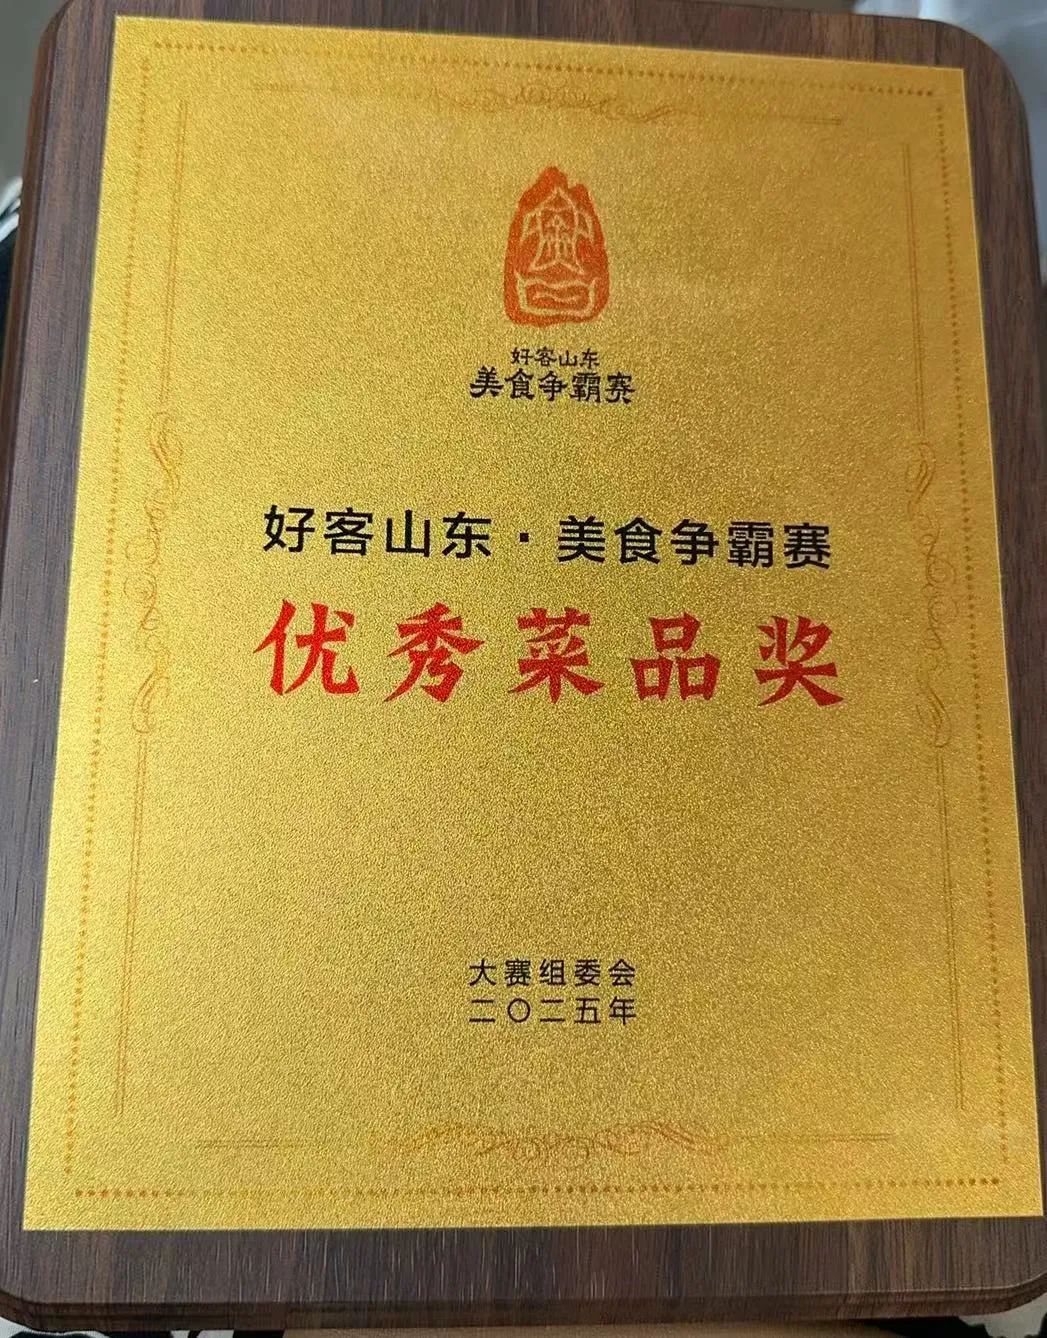 好客山东
美食争霸赛
好客山东·美食争霸赛
优秀菜品奖
大赛组委会
二〇二五年